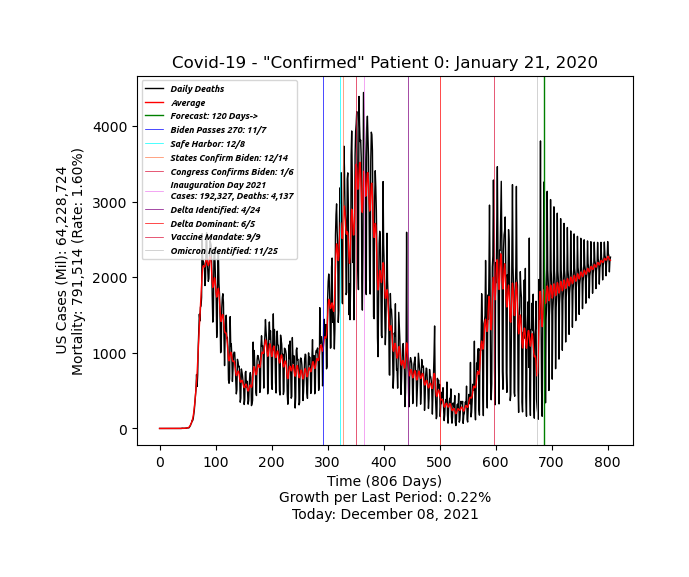 Covid-19 - "Confirmed" Patient 0: January 21, 2020
Daily Deaths
Average
Forecast: 120 Days->
Biden Passes 270: 11/7
Safe Harbor: 12/8
States Confirm Biden: 12/14
Congress Confirms Biden: 1/6
Inauguration Day 2021
Cases: 192,327, Deaths: 4,137
Delta Identified: 4/24
Delta Dominant: 6/5
Vaccine Mandate: 9/9
Omicron Identified: 11/25
US Cases (Mil): 64,228,724
Mortality: 791,514 (Rate: 1.60%)
4000
3000
2000
1000
0
0 100 200 300 400 500 600 700 800
Time (806 Days)
Growth per Last Period: 0.22%
Today: December 08, 2021